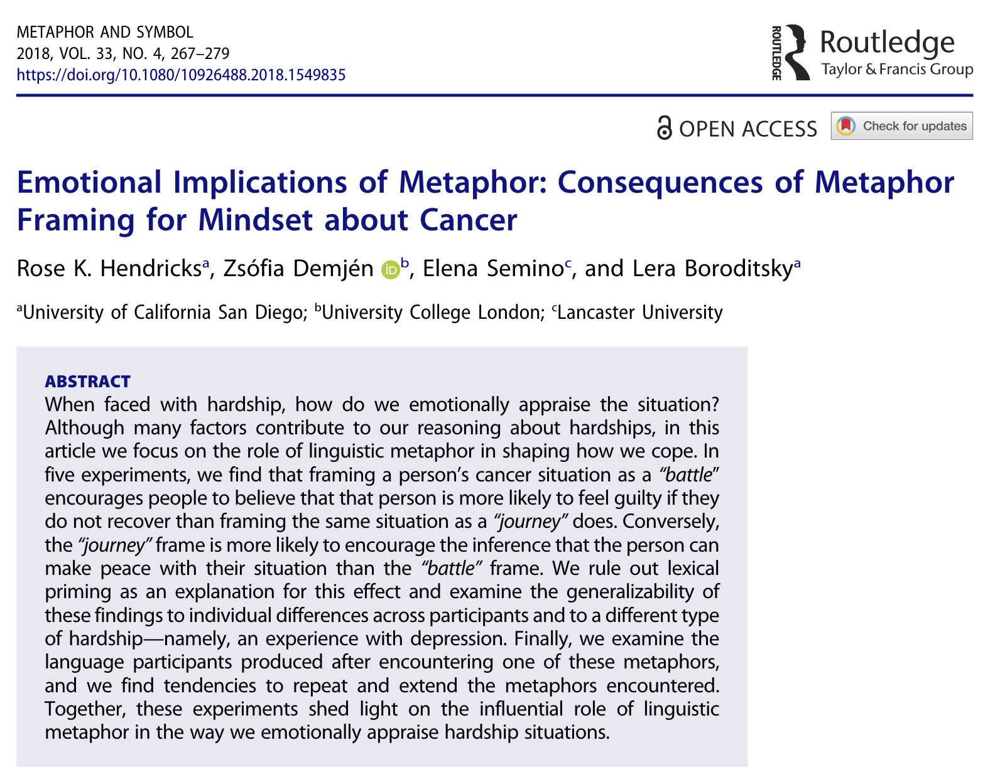 METAPHOR AND SYMBOL
2018, VOL. 33, NO. 4, 267–279
https://doi.org/10.1080/10926488.2018.1549835
ROUTLEDGE
Routledge
Taylor & Francis Group
OPEN ACCESS
Check for updates
Emotional Implications of Metaphor: Consequences of Metaphor
Framing for Mindset about Cancer
Rose K. Hendricksa, Zsófia Demjén iD b, Elena Seminoc, and Lera Boroditskya
aUniversity of California San Diego; bUniversity College London; cLancaster University
ABSTRACT
When faced with hardship, how do we emotionally appraise the situation?
Although many factors contribute to our reasoning about hardships, in this
article we focus on the role of linguistic metaphor in shaping how we cope. In
five experiments, we find that framing a person’s cancer situation as a “battle”
encourages people to believe that that person is more likely to feel guilty if they
do not recover than framing the same situation as a “journey” does. Conversely,
the “journey” frame is more likely to encourage the inference that the person can
make peace with their situation than the “battle” frame. We rule out lexical
priming as an explanation for this effect and examine the generalizability of
these findings to individual differences across participants and to a different type
of hardship—namely, an experience with depression. Finally, we examine the
language participants produced after encountering one of these metaphors,
and we find tendencies to repeat and extend the metaphors encountered.
Together, these experiments shed light on the influential role of linguistic
metaphor in the way we emotionally appraise hardship situations.